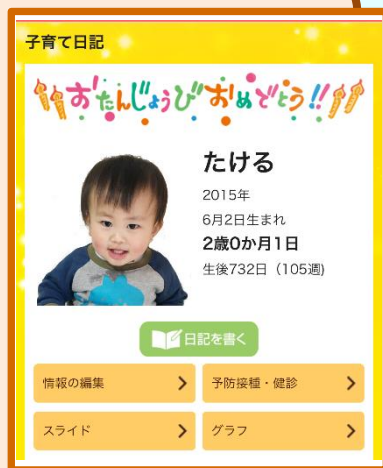 子育て日記
おたんじょうびおめでとう!!
たける
2015年
6月2日生まれ
2歳0か月1日
生後732日（105週)
日記を書く
情報の編集
予防接種・健診
スライド
グラフ